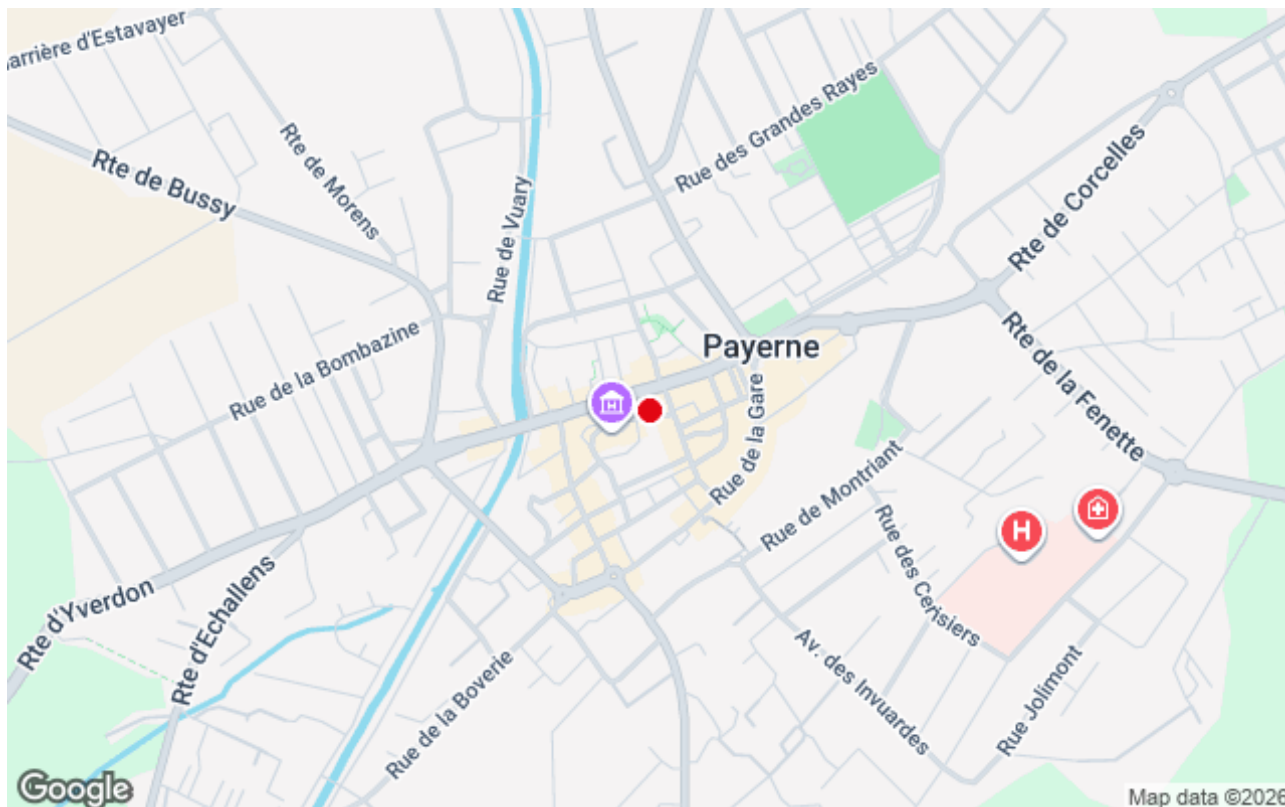 arrière d'Estavayer
Rue des Grandes Rayes
Rte de Morens
Rte de Bussy
Rue de Vuary
Rte de Corcelles
Rue de la Bombazine
Payerne
Rte de la Fenette
H
Rue de la Gare
Rue de Montriant
H
Rue des Cerisiers
Rte d'Yverdon
Rte d'Echallens
Av. des Invuardes
Rue de la Boverie
Rue Jolimont
Google
Map data ©2026